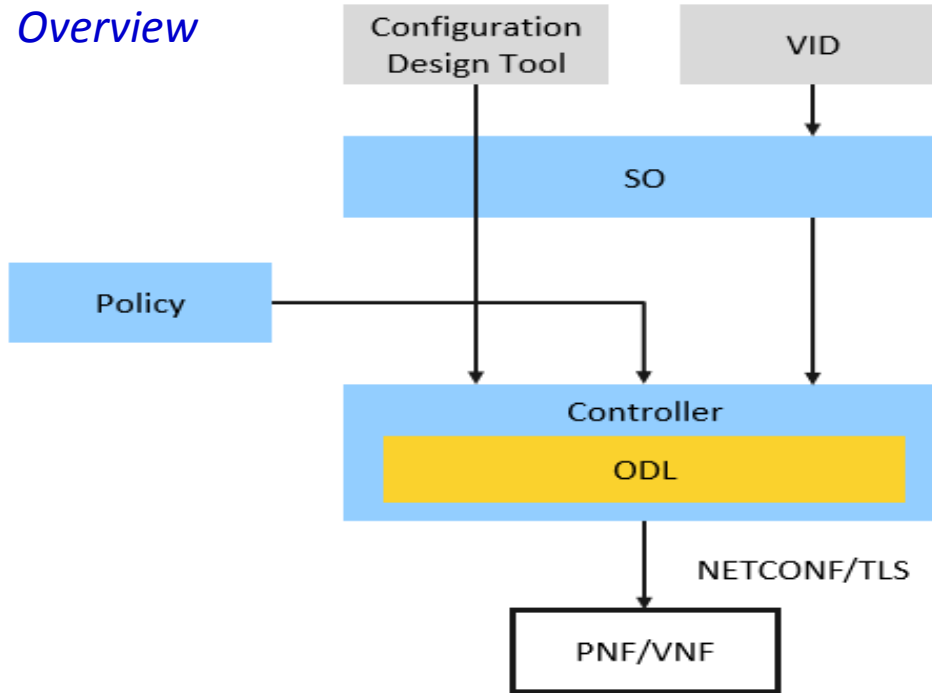 Overview
Configuration
Design Tool
VID
SO
Policy
Controller
ODL
NETCONF/TLS
PNF/VNF